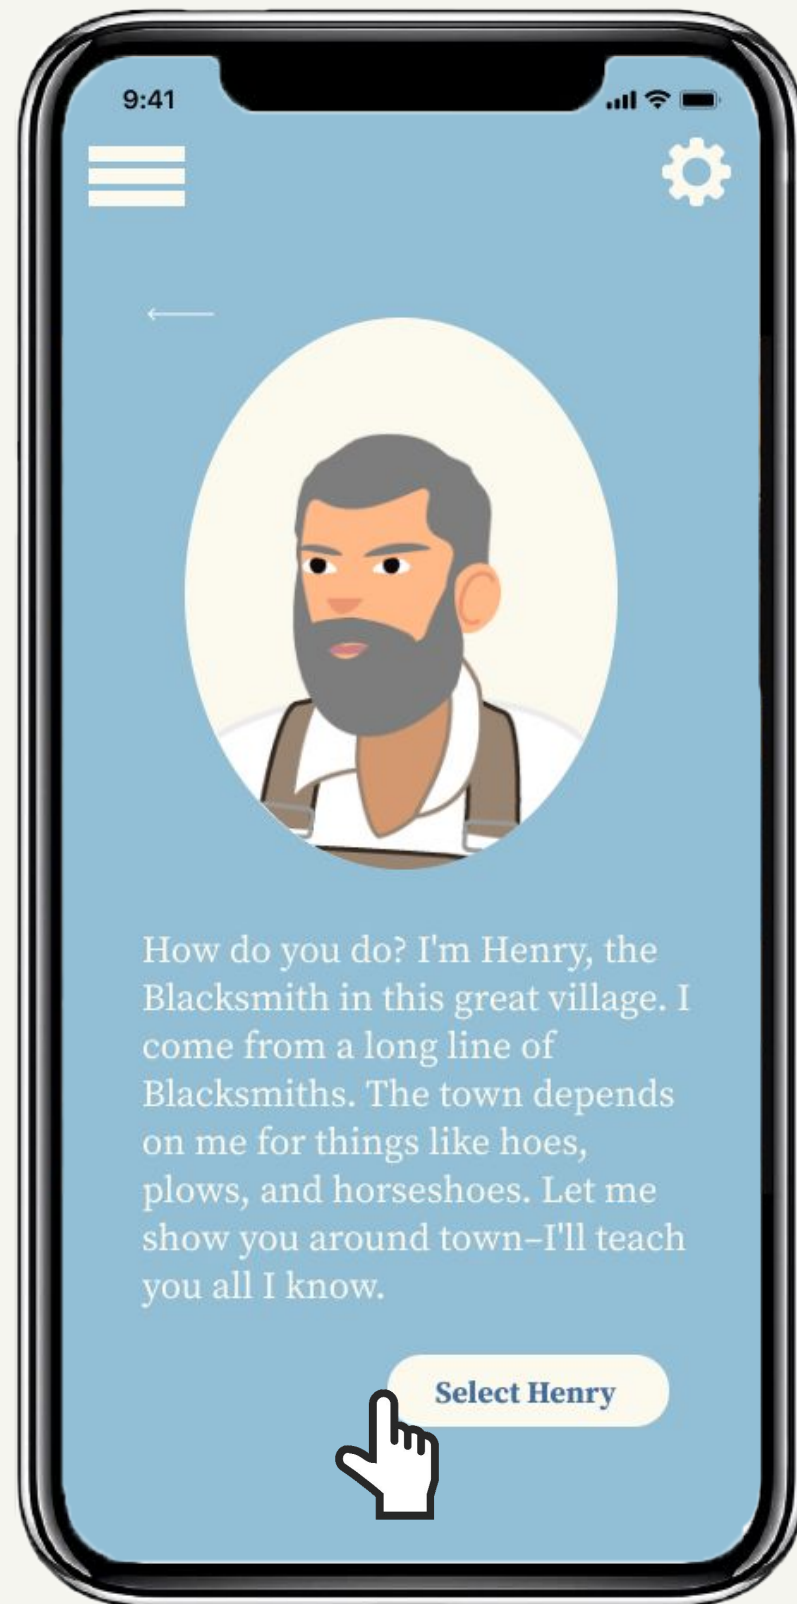 9:41
How do you do? I'm Henry, the
Blacksmith in this great village. I
come from a long line of
Blacksmiths. The town depends
on me for things like hoes,
plows, and horseshoes. Let me
show you around town–I'll teach
you all I know.
Select Henry